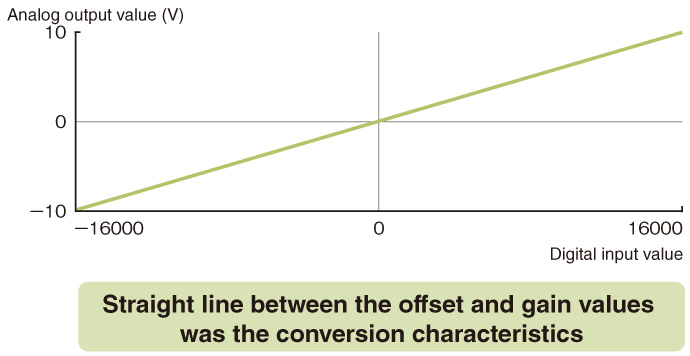 Analog output value (V)
10
0
−10
−16000
0
16000
Digital input value
Straight line between the offset and gain values
was the conversion characteristics